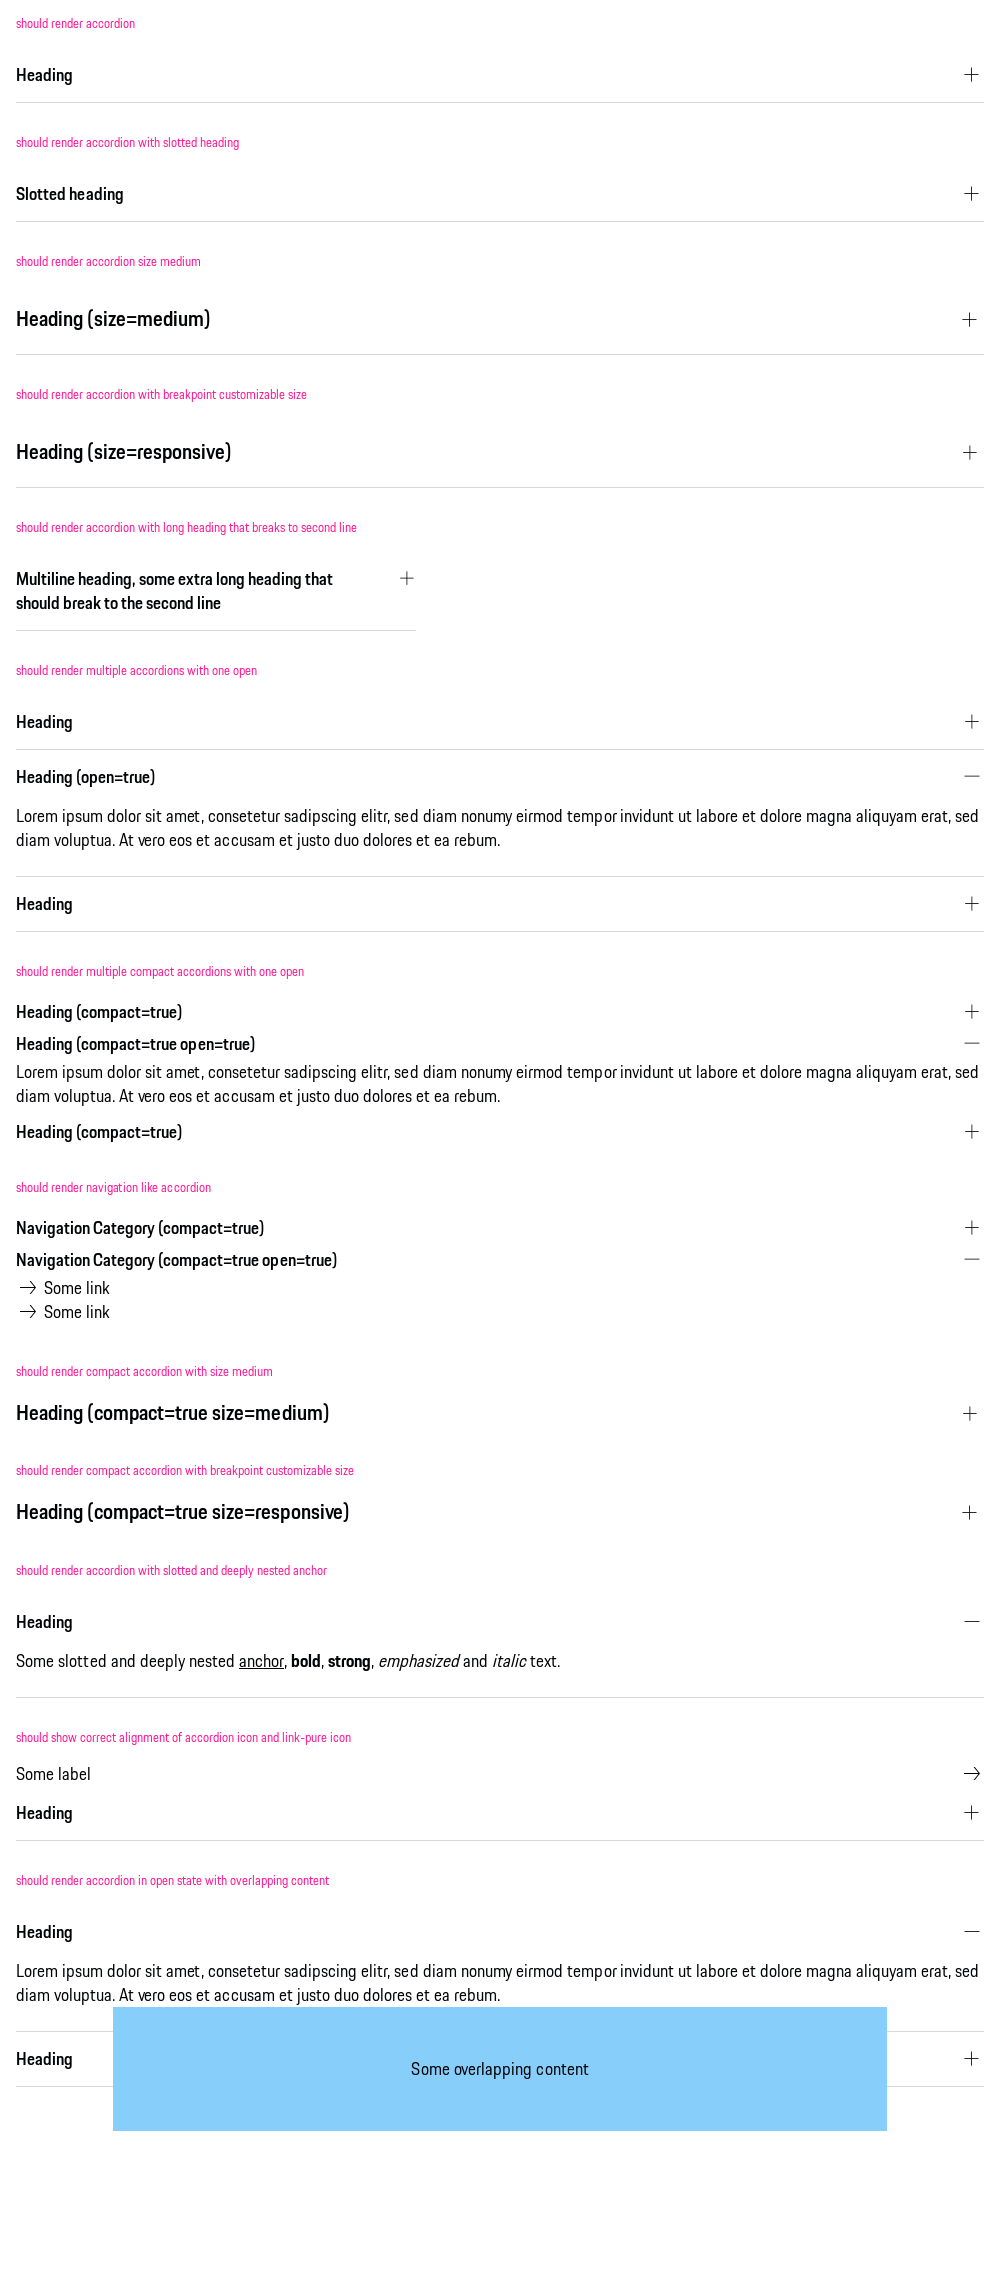 should render accordion
Heading
should render accordion with slotted heading
Slotted heading
should render accordion size medium
Heading (size=medium)
should render accordion with breakpoint customizable size
Heading (size=responsive)
should render accordion with long heading that breaks to second line
Multiline heading, some extra long heading that
should break to the second line
should render multiple accordions with one open
Heading
Heading (open=true)
Lorem ipsum dolor sit amet, consetetur sadipscing elitr, sed diam nonumy eirmod tempor invidunt ut labore et dolore magna aliquyam erat, sed
diam voluptua. At vero eos et accusam et justo duo dolores et ea rebum.
Heading
should render multiple compact accordions with one open
Heading (compact=true)
Heading (compact=true open=true)
Lorem ipsum dolor sit amet, consetetur sadipscing elitr, sed diam nonumy eirmod tempor invidunt ut labore et dolore magna aliquyam erat, sed
diam voluptua. At vero eos et accusam et justo duo dolores et ea rebum.
Heading (compact=true)
should render navigation like accordion
Navigation Category (compact=true)
Navigation Category (compact=true open=true)
Some link
Some link
should render compact accordion with size medium
Heading (compact=true size=medium)
should render compact accordion with breakpoint customizable size
Heading (compact=true size=responsive)
should render accordion with slotted and deeply nested anchor
Heading
Some slotted and deeply nested anchor, bold, strong, emphasized and italic text.
should show correct alignment of accordion icon and link-pure icon
Some label
Heading
should render accordion in open state with overlapping content
Heading
Lorem ipsum dolor sit amet, consetetur sadipscing elitr, sed diam nonumy eirmod tempor invidunt ut labore et dolore magna aliquyam erat, sed
diam voluptua. At vero eos et accusam et justo duo dolores et ea rebum.
Heading
Some overlapping content